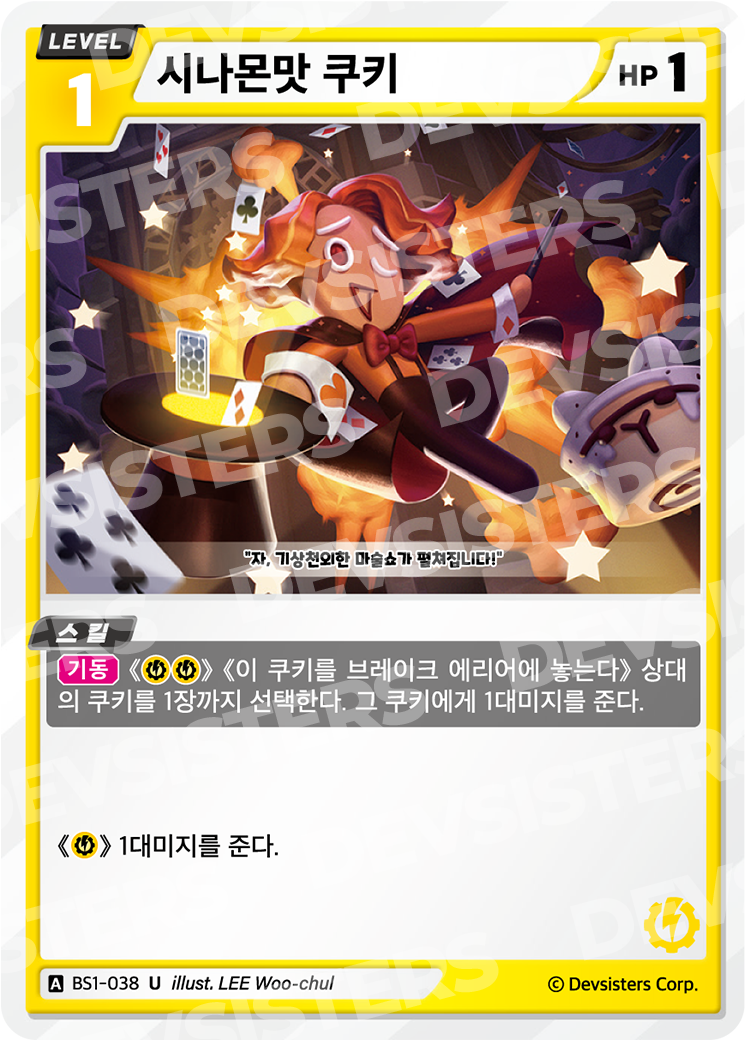 LEVEL
1
시나몬맛 쿠키
HP 1
"자, 기상천외한 마술쇼가 펼쳐집니다!"
스킬
기동 《》《이 쿠키를 브레이크 에리어에 놓는다》 상대
의 쿠키를 1장까지 선택한다. 그 쿠키에게 1대미지를 준다.
《》 1대미지를 준다.
A BS1-038 U illust. LEE Woo-chul
© Devsisters Corp.
DEVSISTERS